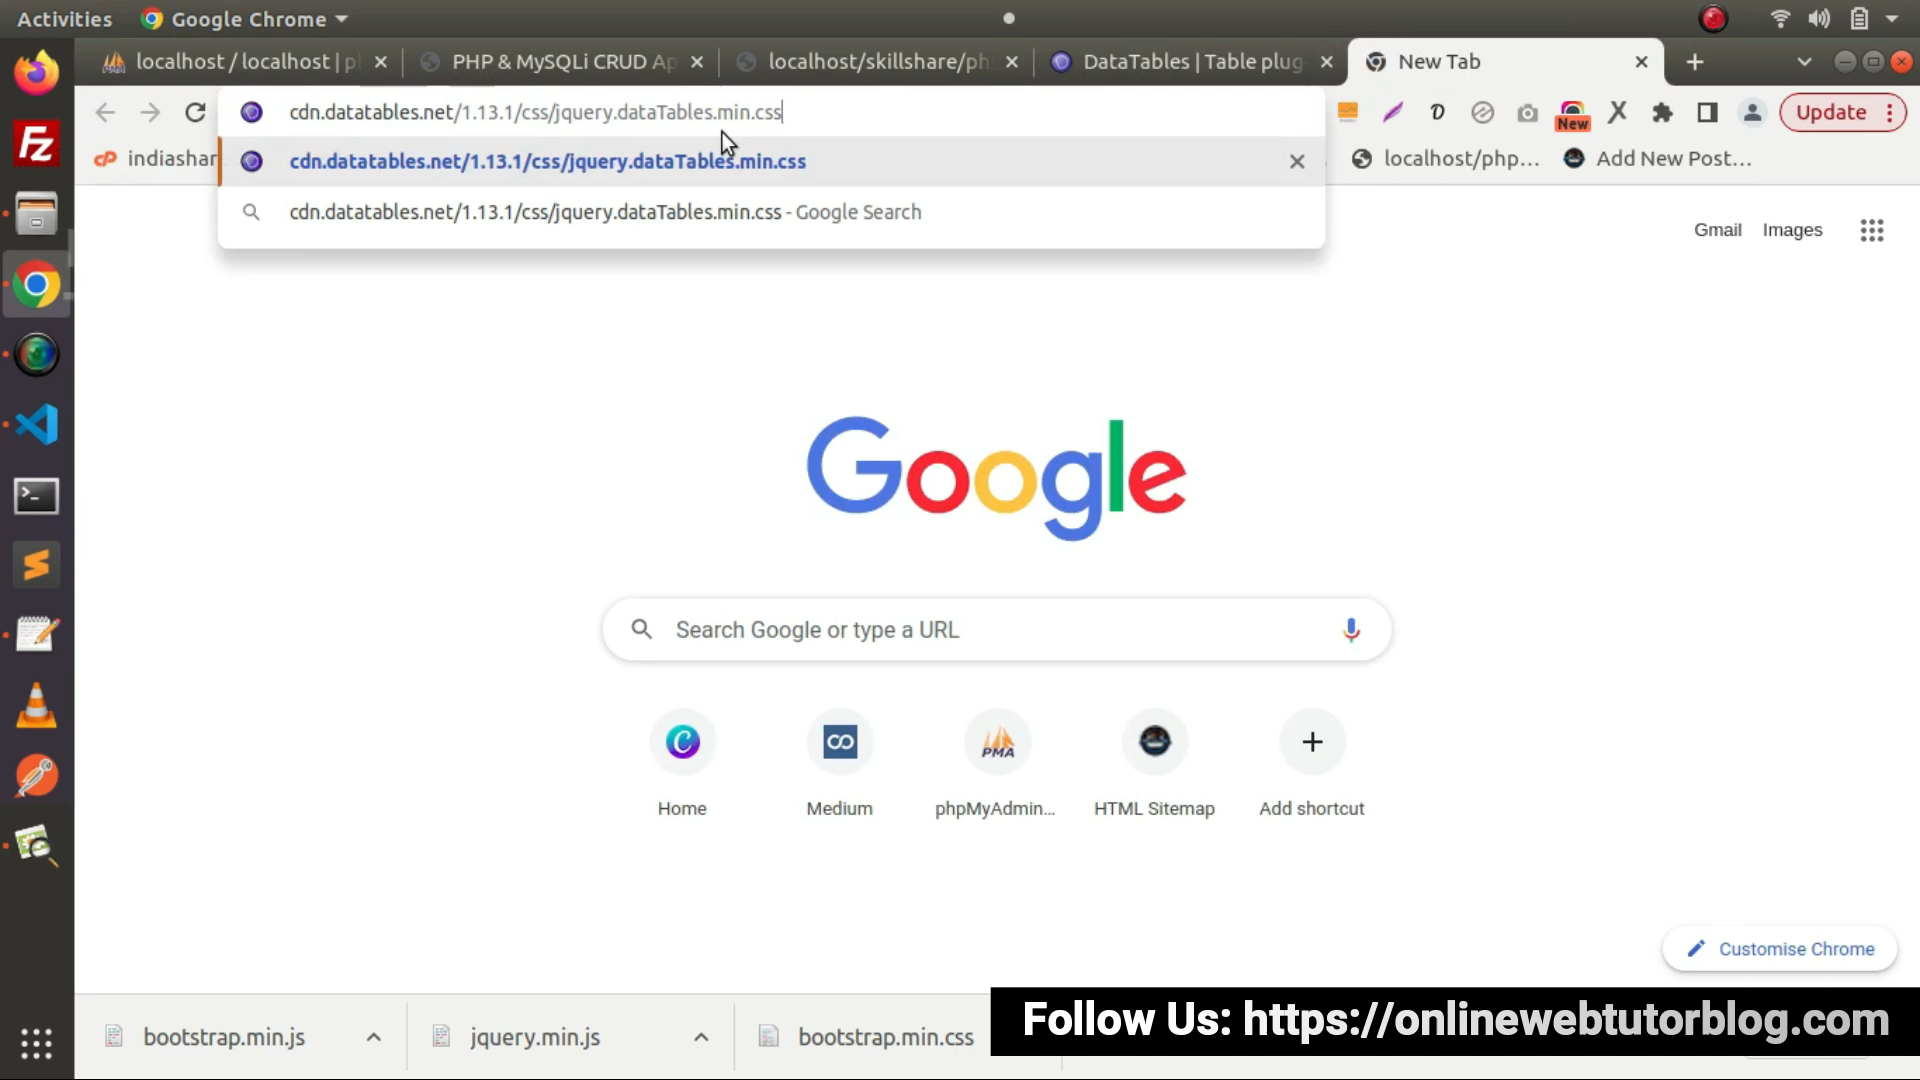 Activities
Google Chrome
localhost / localhost | p
PHP & MySQLi CRUD Ap
localhost/skillshare/ph
DataTables | Table plug
New Tab
cdn.datatables.net/1.13.1/css/jquery.dataTables.min.css
New
Update
cP indiashar
cdn.datatables.net/1.13.1/css/jquery.dataTables.min.css
localhost/php...
Add New Post...
cdn.datatables.net/1.13.1/css/jquery.dataTables.min.css - Google Search
Gmail
Images
Google
Search Google or type a URL
PMA
Home
Medium
phpMyAdmin...
HTML Sitemap
Add shortcut
Customise Chrome
bootstrap.min.js
jquery.min.js
bootstrap.min.css
Follow Us: https://onlinewebtutorblog.com